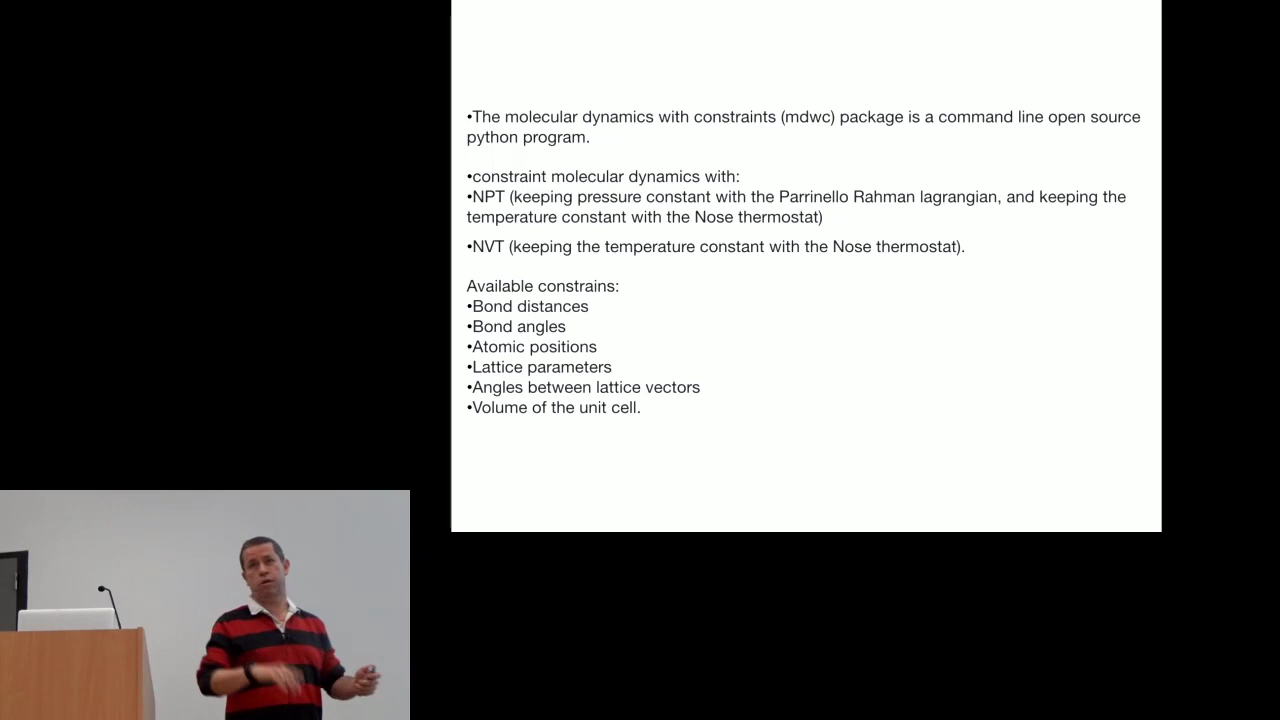 •The molecular dynamics with constraints (mdwc) package is a command line open source
python program.
•constraint molecular dynamics with:
•NPT (keeping pressure constant with the Parrinello Rahman lagrangian, and keeping the
temperature constant with the Nose thermostat)
•NVT (keeping the temperature constant with the Nose thermostat).
Available constrains:
•Bond distances
•Bond angles
•Atomic positions
•Lattice parameters
•Angles between lattice vectors
•Volume of the unit cell.